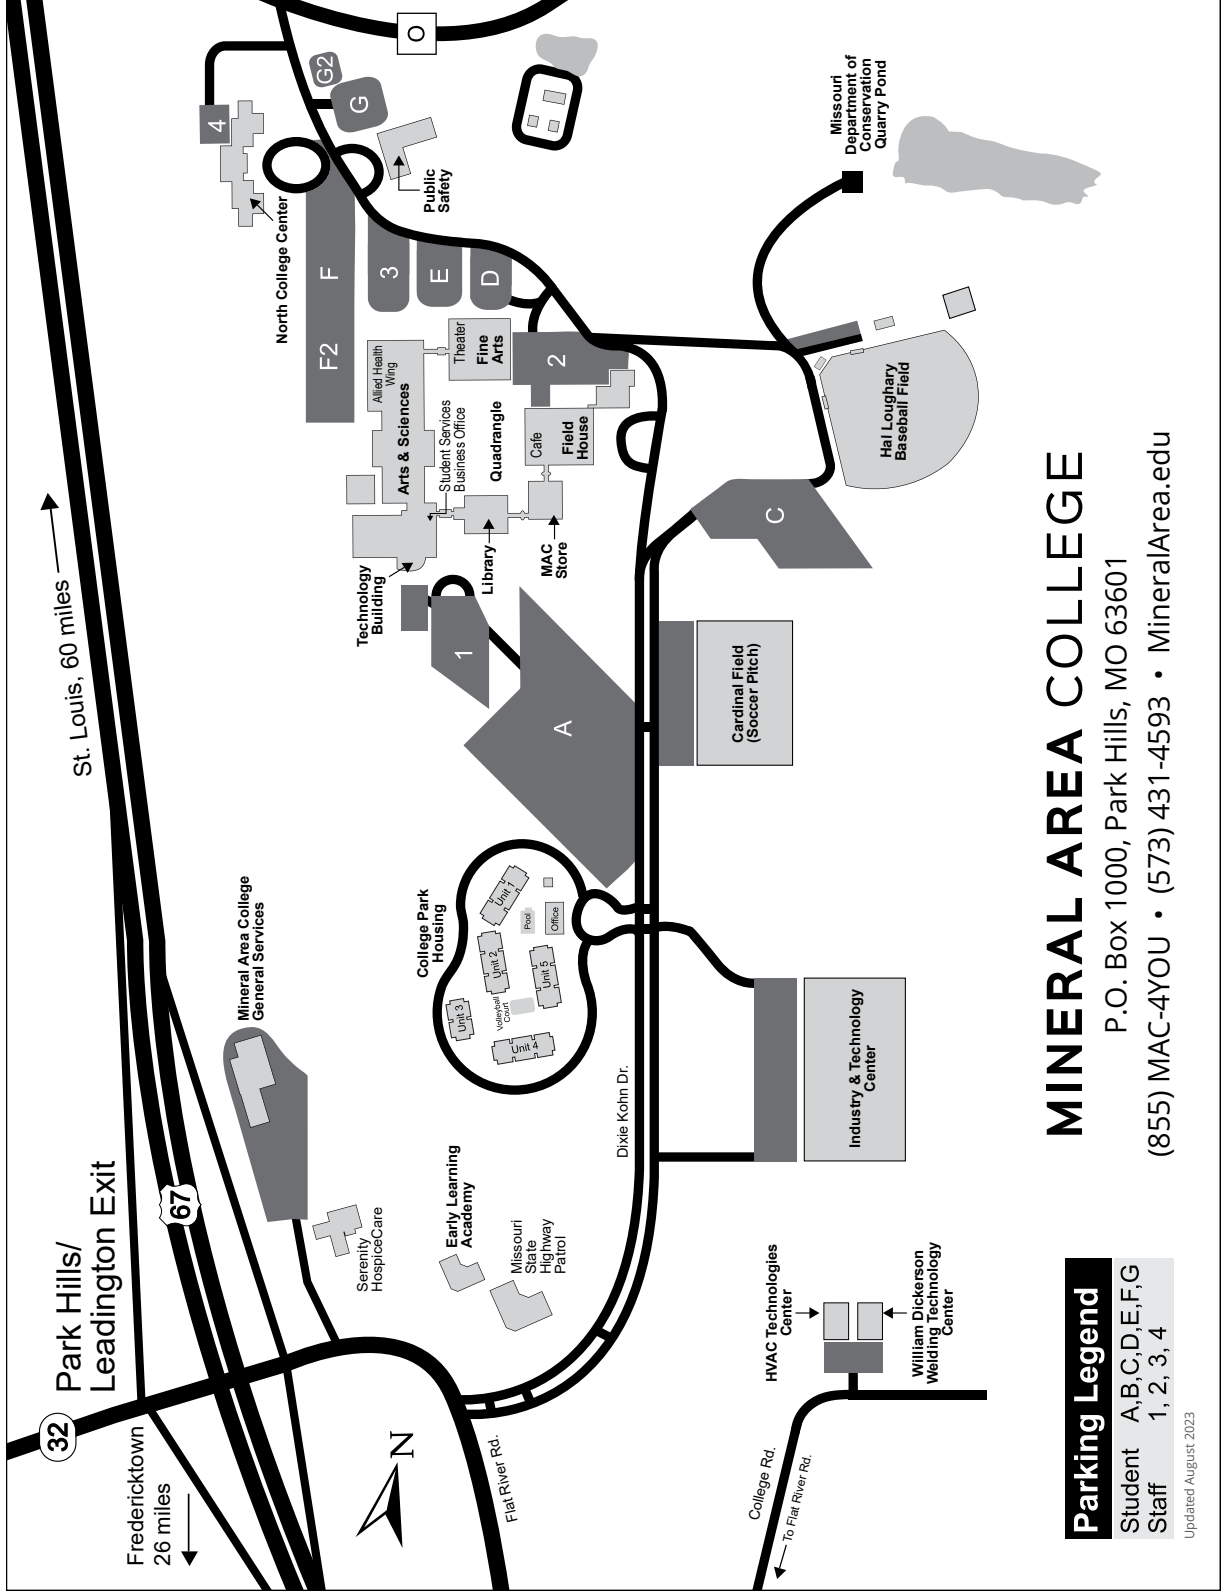 MINERAL AREA COLLEGE
P.O. Box 1000, Park Hills, MO 63601
(855) MAC-4YOU • (573) 431-4593 • MineralArea.edu
Parking Legend
Student A,B,C,D,E,F,G
Staff 1, 2, 3, 4
Updated August 2023
32
Park Hills/
Leadington Exit
67
St. Louis, 60 miles
Fredericktown
26 miles
N
Flat River Rd.
College Rd.
To Flat River Rd.
Dixie Kohn Dr.
Mineral Area College
General Services
Serenity
HospiceCare
Early Learning
Academy
Missouri
State
Highway
Patrol
HVAC Technologies
Center
William Dickerson
Welding Technology
Center
Industry & Technology
Center
College Park
Housing
Unit 1
Unit 2
Unit 3
Unit 4
Unit 5
Pool
Office
Volleyball
Court
A
1
Cardinal Field
(Soccer Pitch)
C
Technology
Building
Library
MAC
Store
Student Services
Business Office
Arts & Sciences
Allied Health
Wing
Quadrangle
Cafe
Field
House
Theater
Fine
Arts
2
F2
F
3
E
D
North College Center
4
G2
G
Public
Safety
O
Hal Loughary
Baseball Field
Missouri
Department of
Conservation
Quarry Pond